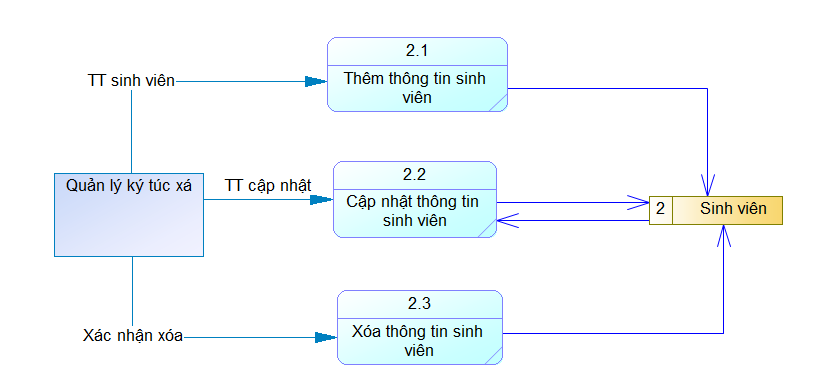 2.1
TT sinh viên
Thêm thông tin sinh
viên
2.2
Quản lý ký túc xá
TT cập nhật
Cập nhật thông tin
sinh viên
2
Sinh viên
2.3
Xác nhận xóa
Xóa thông tin sinh
viên